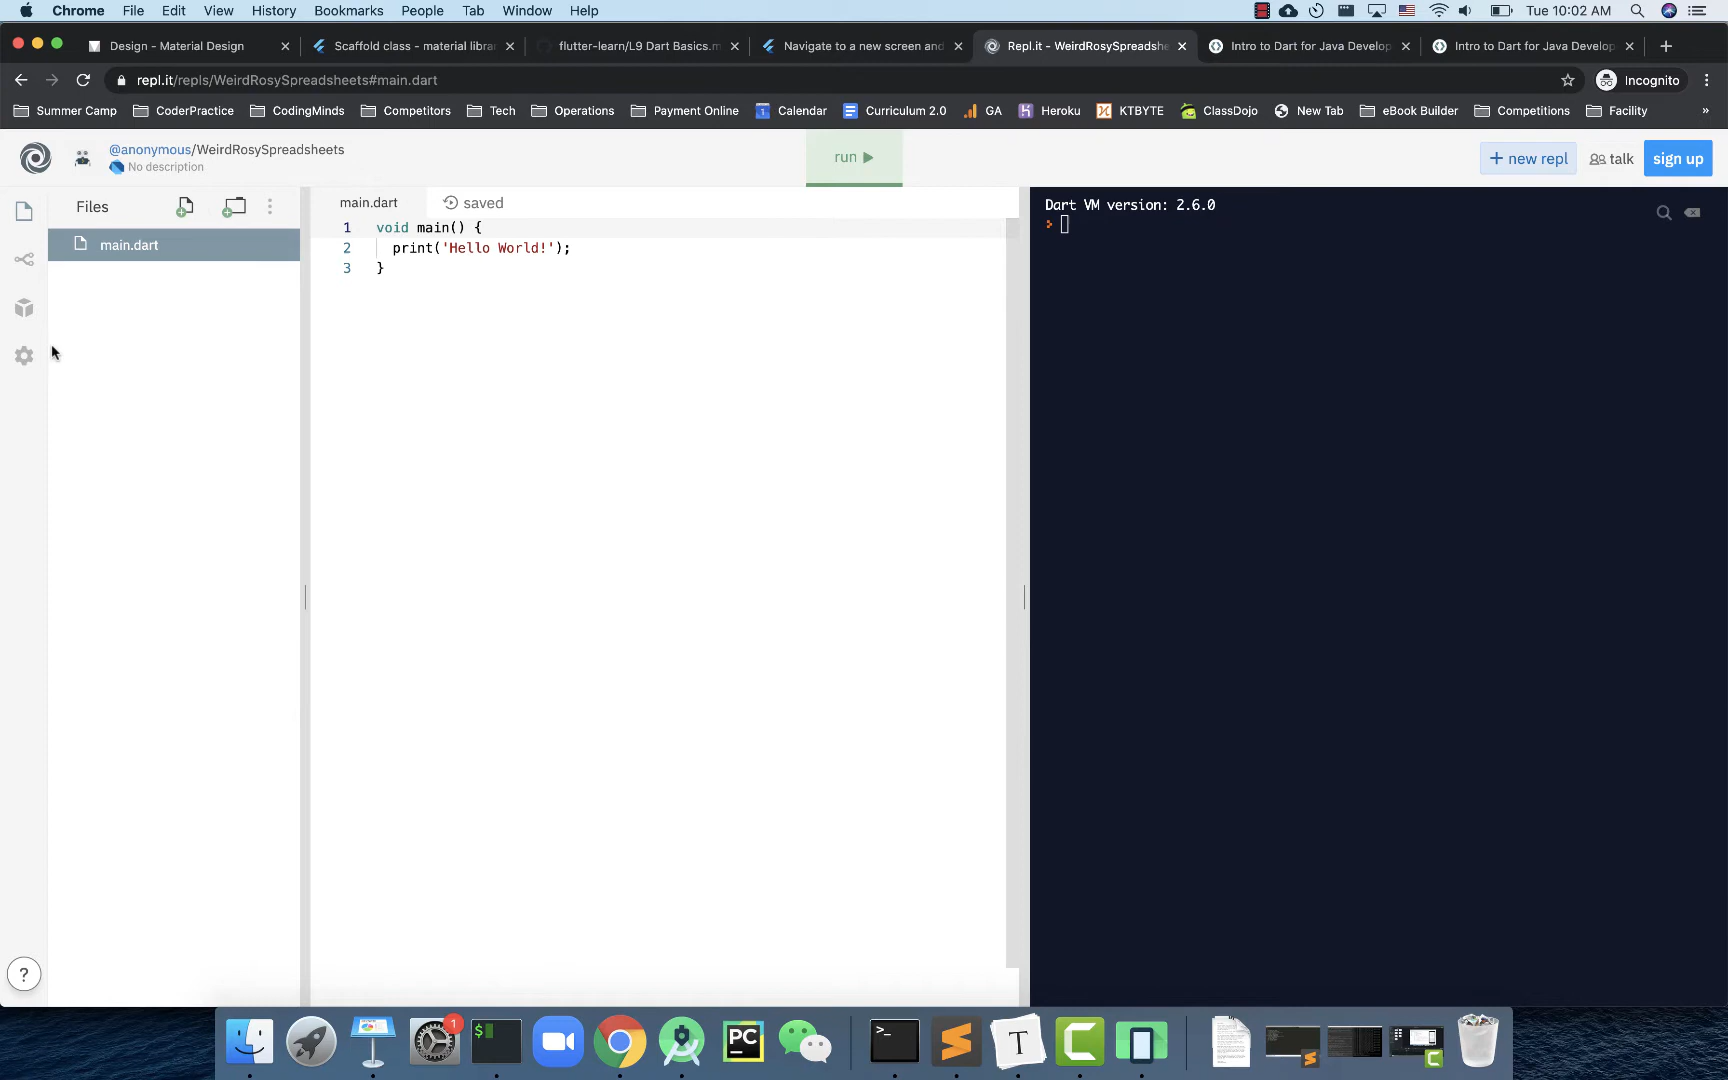 Chrome File Edit View History Bookmarks People Tab Window Help Tue 10:02 AM
Design - Material Design Scaffold class - material librar flutter-learn/L9 Dart Basics.m Navigate to a new screen and Repl.it - WeirdRosySpreadshe Intro to Dart for Java Develop Intro to Dart for Java Develop
repl.it/repls/WeirdRosySpreadsheets#main.dart Incognito
Summer Camp CoderPractice CodingMinds Competitors Tech Operations Payment Online Calendar Curriculum 2.0 GA Heroku KTBYTE ClassDojo New Tab eBook Builder Competitions Facility »
@anonymous/WeirdRosySpreadsheets
No description
run
+ new repl talk sign up
Files
main.dart saved
Dart VM version: 2.6.0
main.dart
1 void main() {
2 print('Hello World!');
3 }
?
1
$
PC
>_
T
C